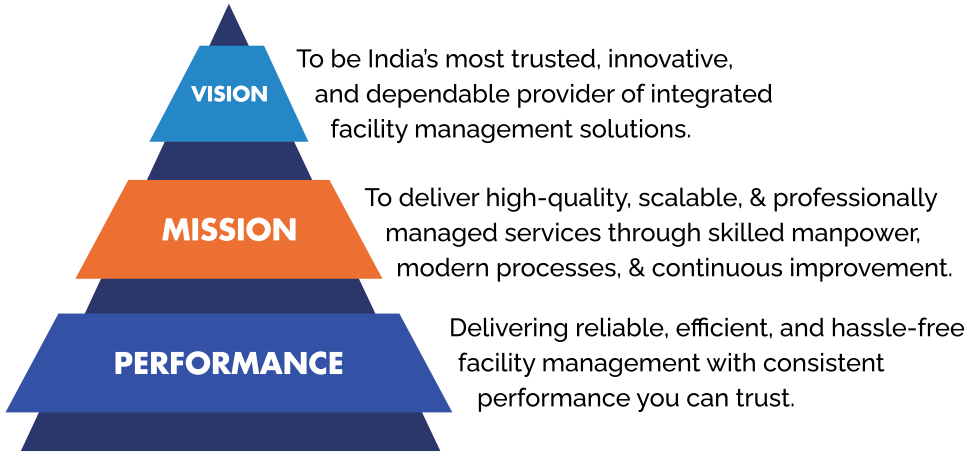 VISION
To be India’s most trusted, innovative,
and dependable provider of integrated
facility management solutions.
MISSION
To deliver high-quality, scalable, & professionally
managed services through skilled manpower,
modern processes, & continuous improvement.
PERFORMANCE
Delivering reliable, efficient, and hassle-free
facility management with consistent
performance you can trust.